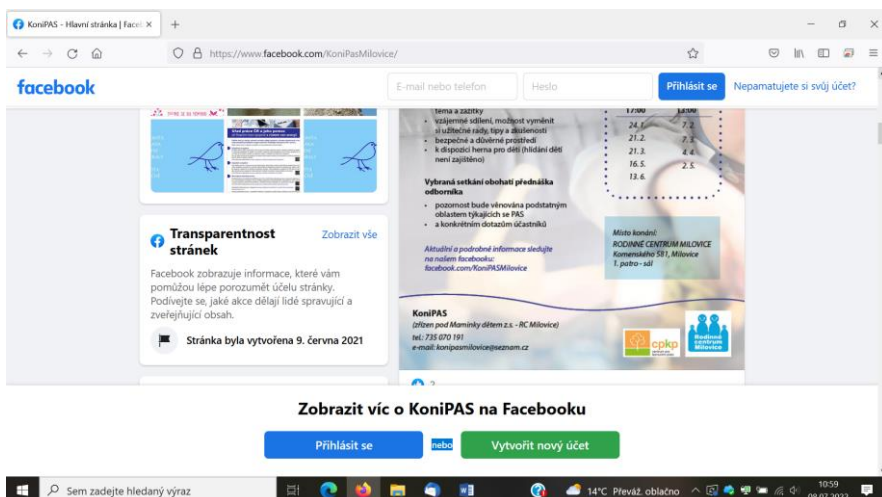 KoniPAS - Hlavní stránka | Face
https://www.facebook.com/KoniPasMilovice/
facebook
E-mail nebo telefon
Heslo
Přihlásit se
Nepamatujete si svůj účet?
Transparentnost stránek
Zobrazit vše
Facebook zobrazuje informace, které vám
pomůžou lépe porozumět účelu stránky.
Podívejte se, jaké akce dělají lidé spravující a
zveřejňující obsah.
Stránka byla vytvořena 9. června 2021
téma a zážitky
vzájemné sdílení, možnost vyměnit
si užitečné rady, tipy a zkušenosti
bezpečné a důvěrné prostředí
k dispozici herna pro děti (hlídání dětí
není zajištěno)
Vybraná setkání obohatí přednáška
odborníka
pozornost bude věnována podstatným
oblastem týkajících se PAS
a konkrétním dotazům účastníků
Aktuální a podrobné informace sledujte
na našem facebooku:
facebook.com/KoniPASMilovice
17:00
24.1. 7.2.
21.2. 7.3.
21.3. 4.4.
16.5. 2.5.
13.6.
Místo konání:
RODINNÉ CENTRUM MILOVICE
Komenského 581, Milovice
1. patro - sál
KoniPAS
(zřízen pod Maminky dětem z.s. - RC Milovice)
tel.: 735 070 191
e-mail: konipasmilovice@seznam.cz
cpkp
Rodinné
centrum
Milovice
Zobrazit víc o KoniPAS na Facebooku
Přihlásit se
nebo
Vytvořit nový účet
Sem zadejte hledaný výraz
14°C Převáž. oblačno
10:59